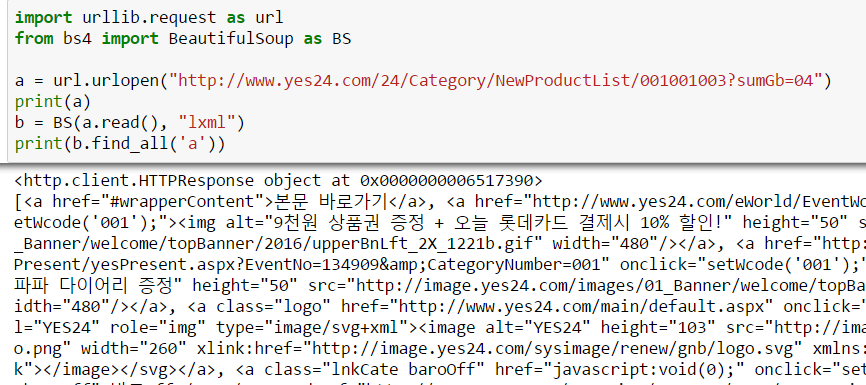 import urllib.request as url
from bs4 import BeautifulSoup as BS
a = url.urlopen("http://www.yes24.com/24/Category/NewProductList/001001003?sumGb=04")
print(a)
b = BS(a.read(), "lxml")
print(b.find_all('a'))
<http.client.HTTPResponse object at 0x0000000006517390>
[<a href="#wrapperContent">본문 바로가기</a>, <a href="http://www.yes24.com/eWorld/EventWo
etWcode('001');"><img alt="9천원 상품권 증정 + 오늘 롯데카드 결제시 10% 할인!" height="50" s
_Banner/welcome/topBanner/2016/upperBnLft_2X_1221b.gif" width="480"/></a>, <a href="http:
Present/yesPresent.aspx?EventNo=134909&amp;CategoryNumber=001" onclick="setWcode('001');"
파파 다이어리 증정" height="50" src="http://image.yes24.com/images/01_Banner/welcome/topBa
idth="480"/></a>, <a class="logo" href="http://www.yes24.com/main/default.aspx" onclick="
l="YES24" role="img" type="image/svg+xml"><image alt="YES24" height="103" src="http://ima
o.png" width="260" xlink:href="http://image.yes24.com/sysimage/renew/gnb/logo.svg" xmlns:
k"></image></svg></a>, <a class="lnkCate baroOff" href="javascript:void(0);" onclick="set